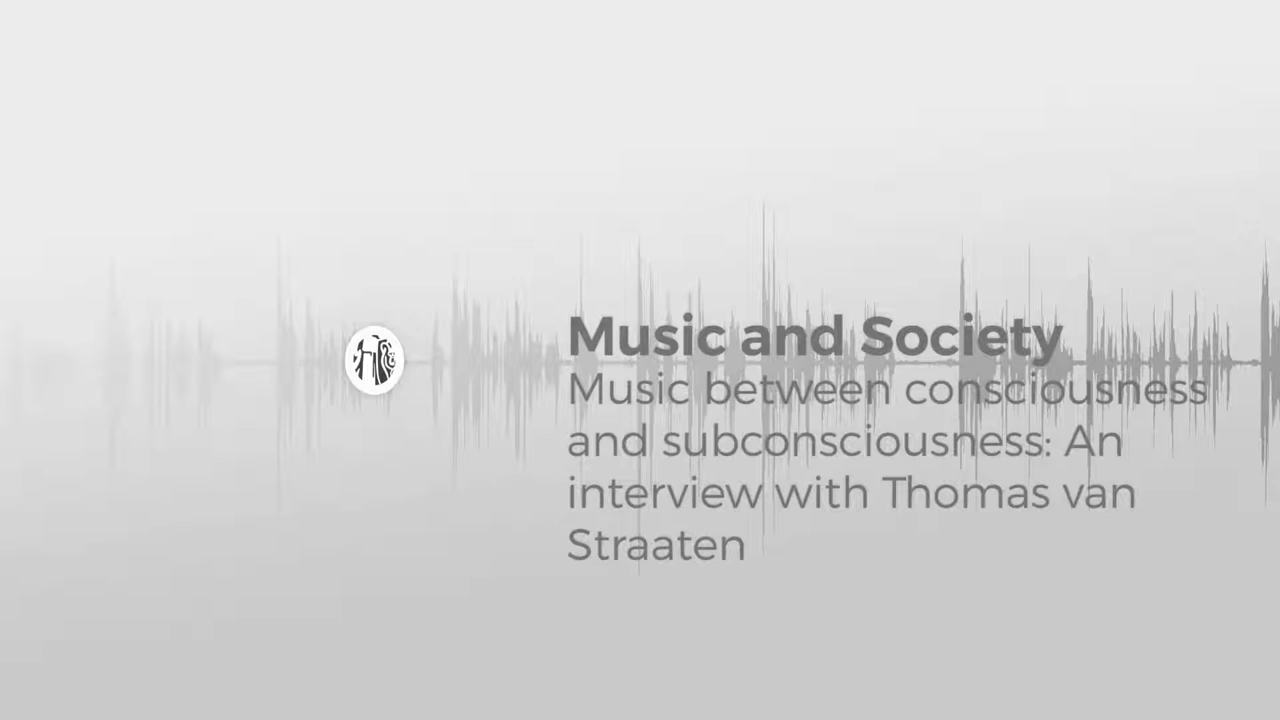 Music and Society
Music between consciousness
and subconsciousness: An
interview with Thomas van
Straaten